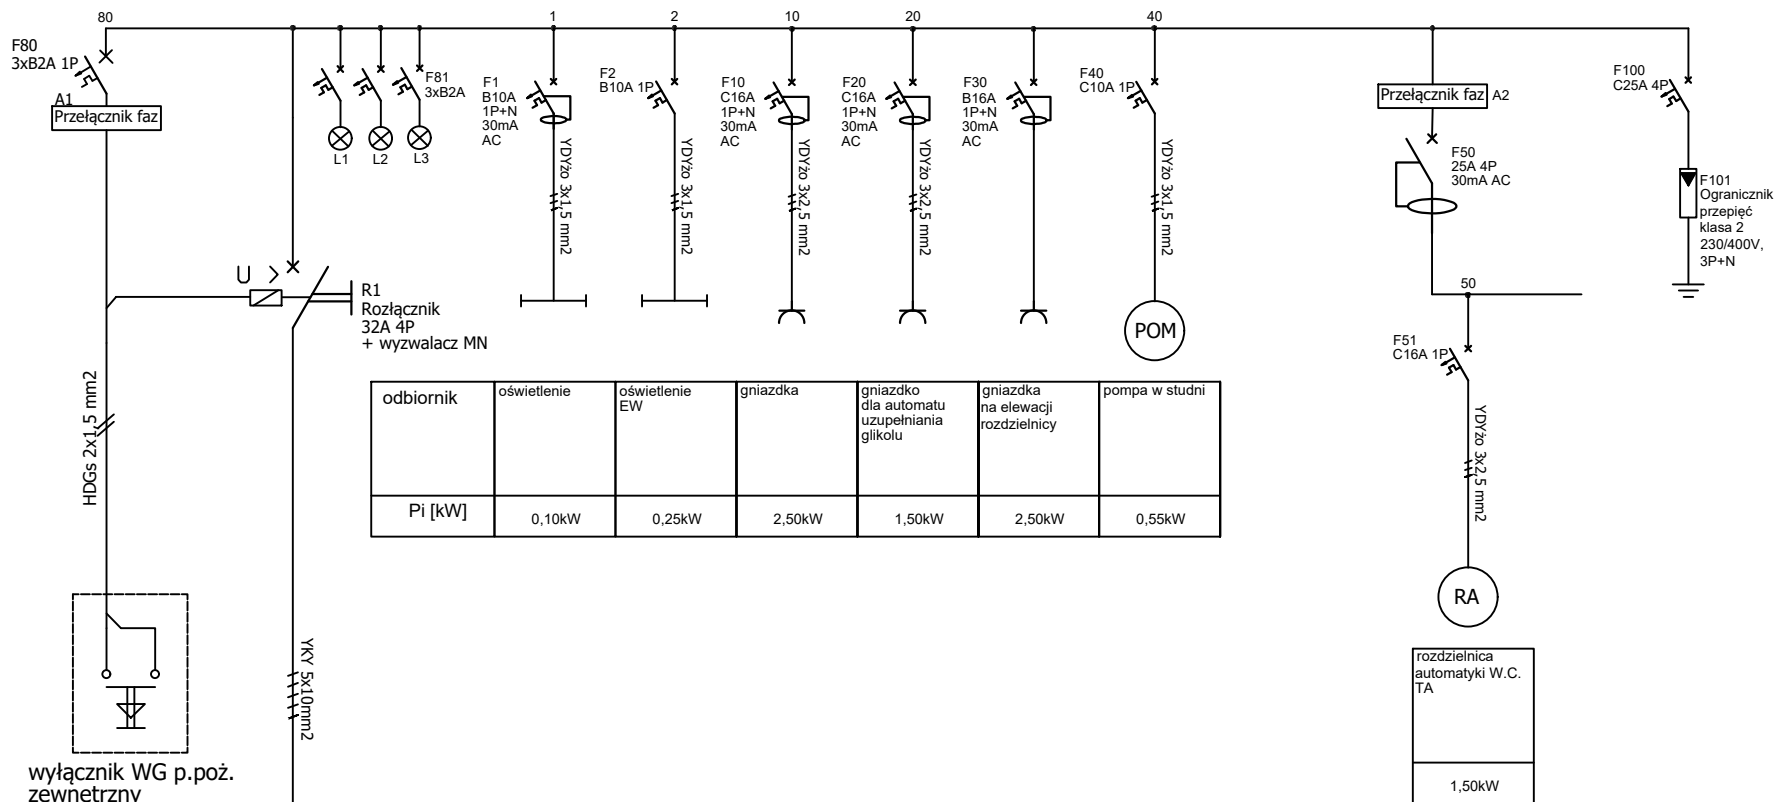 80
1
2
10
20
40
F80
3xB2A 1P
A1
Przełącznik faz
F81
3xB2A
L1
L2
L3
F1
B10A
1P+N
30mA
AC
YDYżo 3x1,5 mm2
F2
B10A 1P
YDYżo 3x1,5 mm2
F10
C16A
1P+N
30mA
AC
YDYżo 3x2,5 mm2
F20
C16A
1P+N
30mA
AC
YDYżo 3x2,5 mm2
F30
B16A
1P+N
30mA
AC
F40
C10A 1P
YDYżo 3x1,5 mm2
POM
Przełącznik faz
A2
F50
25A 4P
30mA AC
50
F51
C16A 1P
YDYżo 3x2,5 mm2
RA
F100
C25A 4P
F101
Ogranicznik
przepięć
klasa 2
230/400V,
3P+N
U >
R1
Rozłącznik
32A 4P
+ wyzwalacz MN
HDGs 2x1,5 mm2
YKY 5x10mm2
odbiornik
oświetlenie
oświetlenie
EW
gniazdka
gniazdko
dla automatu
uzupełniania
glikolu
gniazdka
na elewacji
rozdzielnicy
pompa w studni
Pi [kW]
0,10kW
0,25kW
2,50kW
1,50kW
2,50kW
0,55kW
rozdzielnica
automatyki W.C.
TA
1,50kW
wyłącznik WG p.poż.
zewnętrzny